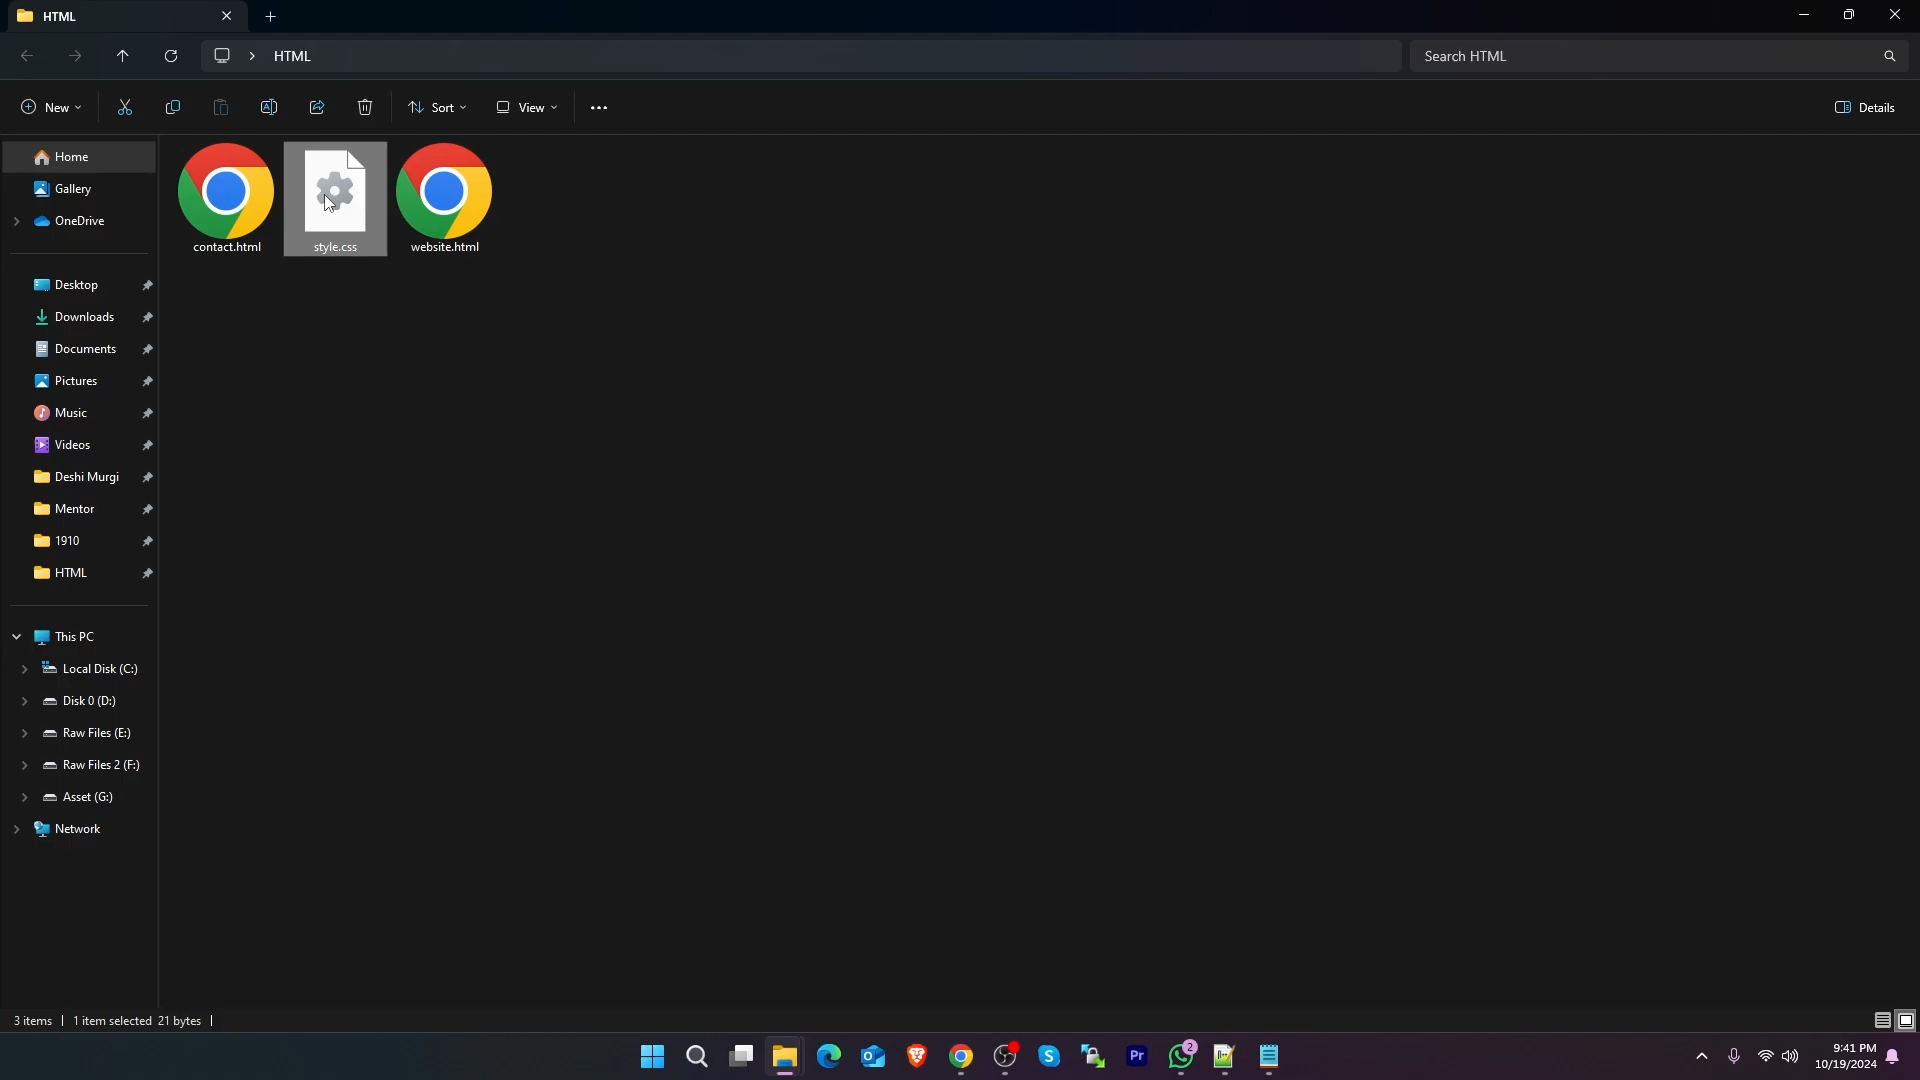 HTML
HTML
Search HTML
New
Sort
View
Details
Home
Gallery
OneDrive
Desktop
Downloads
Documents
Pictures
Music
Videos
Deshi Murgi
Mentor
1910
HTML
This PC
Local Disk (C:)
Disk 0 (D:)
Raw Files (E:)
Raw Files 2 (F:)
Asset (G:)
Network
contact.html
style.css
website.html
3 items
1 item selected 21 bytes
Pr
2
9:41 PM
10/19/2024